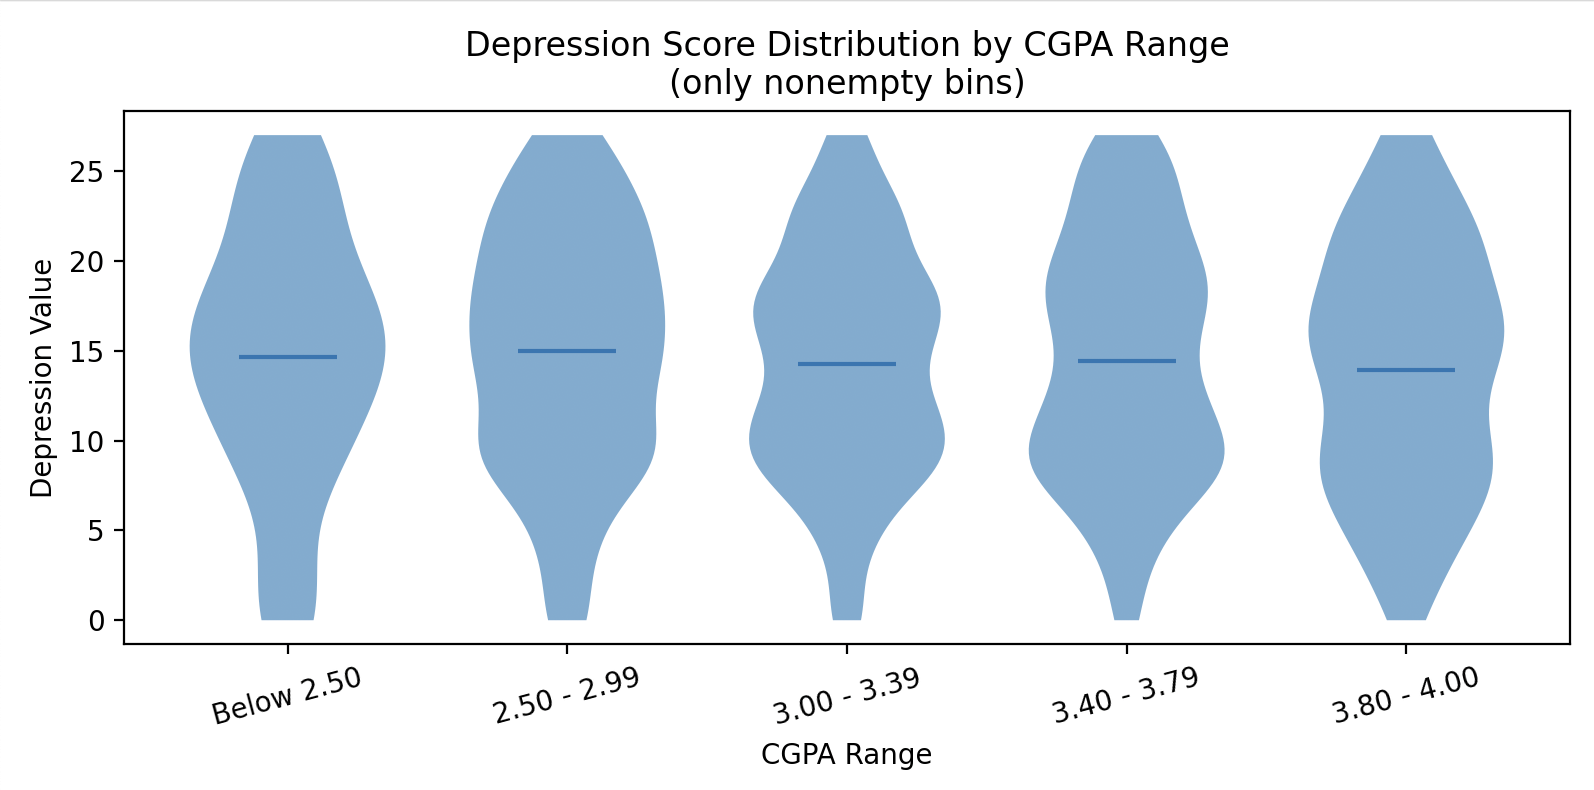 Depression Score Distribution by CGPA Range
(only nonempty bins)
Depression Value
25
20
15
10
5
0
Below 2.50
2.50 - 2.99
3.00 - 3.39
3.40 - 3.79
3.80 - 4.00
CGPA Range